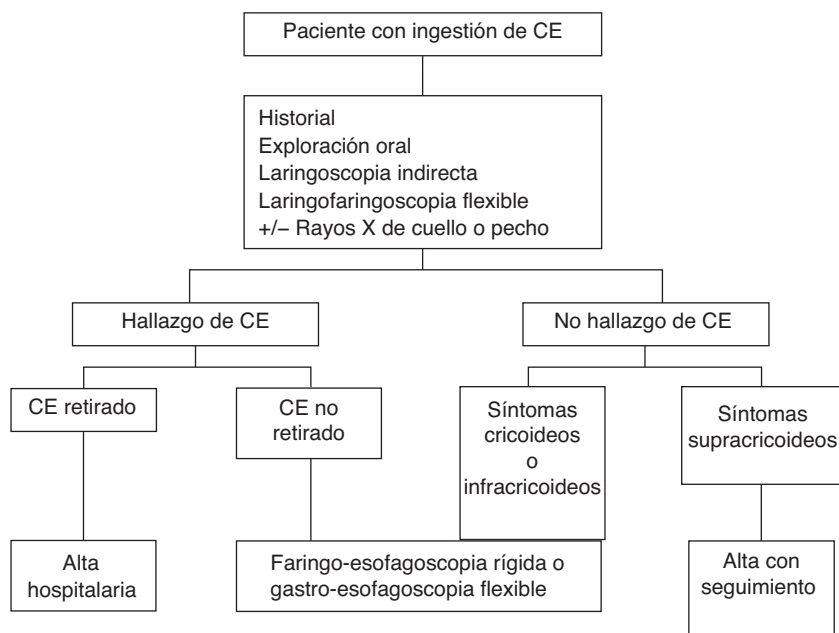 Paciente con ingestión de CE
Historial
Exploración oral
Laringoscopia indirecta
Laringofaringoscopia flexible
+/− Rayos X de cuello o pecho
Hallazgo de CE
No hallazgo de CE
CE retirado
CE no
retirado
Síntomas
cricoideos
o
infracricoideos
Síntomas
supracricoideos
Alta
hospitalaria
Faringo-esofagoscopia rígida o
gastro-esofagoscopia flexible
Alta con
seguimiento